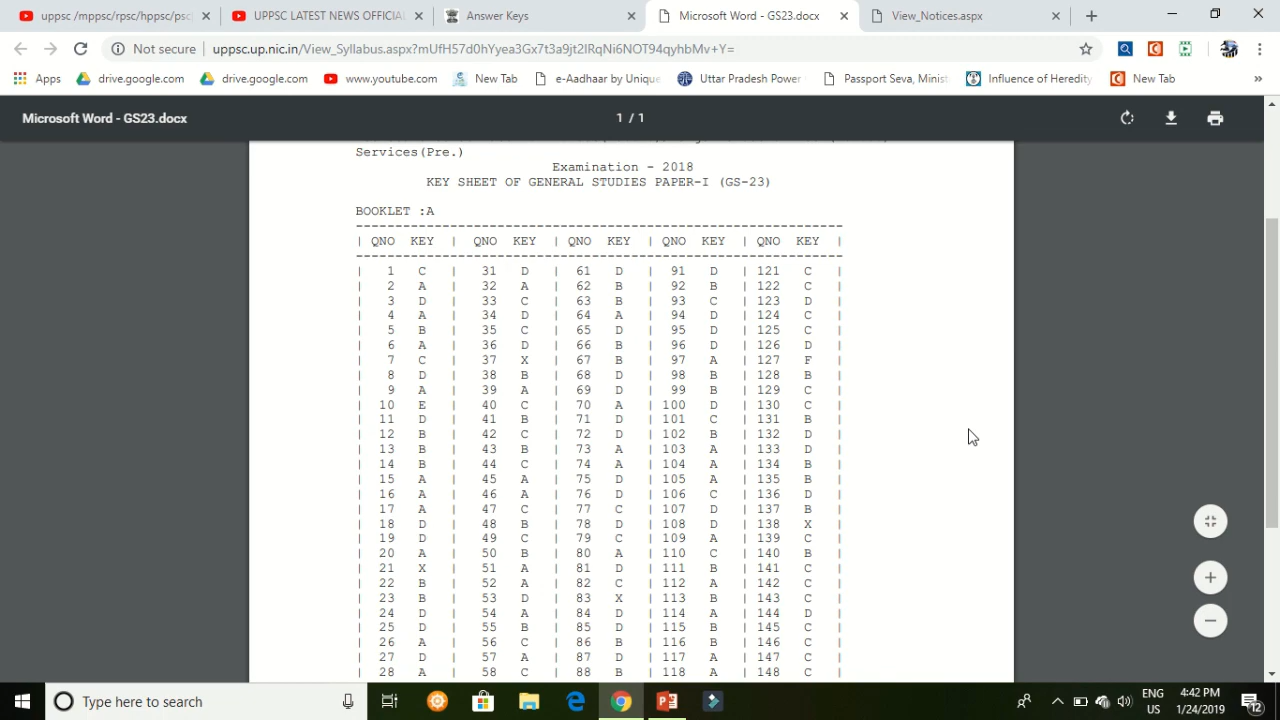 uppsc /mppsc/rpsc/hppsc/psc
UPPSC LATEST NEWS OFFICIAL
Answer Keys
Microsoft Word - GS23.docx
View_Notices.aspx
Not secure
uppsc.up.nic.in/View_Syllabus.aspx?mUfH57d0hYyea3Gx7t3a9jt2IRqNi6NOT94qyhbMv+Y=
Apps
drive.google.com
drive.google.com
www.youtube.com
New Tab
e-Aadhaar by Unique
Uttar Pradesh Power
Passport Seva, Minist
Influence of Heredity
New Tab
»
Microsoft Word - GS23.docx
1 / 1
Services(Pre.)
Examination - 2018
KEY SHEET OF GENERAL STUDIES PAPER-I (GS-23)
BOOKLET :A
| QNO KEY | QNO KEY | QNO KEY | QNO KEY | QNO KEY |
| 1 C | 31 D | 61 D | 91 D | 121 C |
| 2 A | 32 A | 62 B | 92 B | 122 C |
| 3 D | 33 C | 63 B | 93 C | 123 D |
| 4 A | 34 D | 64 A | 94 D | 124 C |
| 5 B | 35 C | 65 D | 95 D | 125 C |
| 6 A | 36 D | 66 B | 96 D | 126 D |
| 7 C | 37 X | 67 B | 97 A | 127 F |
| 8 D | 38 B | 68 D | 98 B | 128 B |
| 9 A | 39 A | 69 D | 99 B | 129 C |
| 10 E | 40 C | 70 A | 100 D | 130 C |
| 11 D | 41 B | 71 D | 101 C | 131 B |
| 12 B | 42 C | 72 D | 102 B | 132 D |
| 13 B | 43 B | 73 A | 103 A | 133 D |
| 14 B | 44 C | 74 A | 104 A | 134 B |
| 15 A | 45 A | 75 D | 105 A | 135 B |
| 16 A | 46 A | 76 D | 106 C | 136 D |
| 17 A | 47 C | 77 C | 107 D | 137 B |
| 18 D | 48 B | 78 D | 108 D | 138 X |
| 19 D | 49 C | 79 C | 109 A | 139 C |
| 20 A | 50 B | 80 A | 110 C | 140 B |
| 21 X | 51 A | 81 D | 111 B | 141 C |
| 22 B | 52 A | 82 C | 112 A | 142 C |
| 23 B | 53 D | 83 X | 113 B | 143 C |
| 24 D | 54 A | 84 D | 114 A | 144 D |
| 25 D | 55 B | 85 D | 115 B | 145 C |
| 26 A | 56 C | 86 B | 116 B | 146 C |
| 27 D | 57 A | 87 D | 117 A | 147 C |
| 28 A | 58 C | 88 B | 118 A | 148 C |
Type here to search
ENG
US
4:42 PM
1/24/2019
12